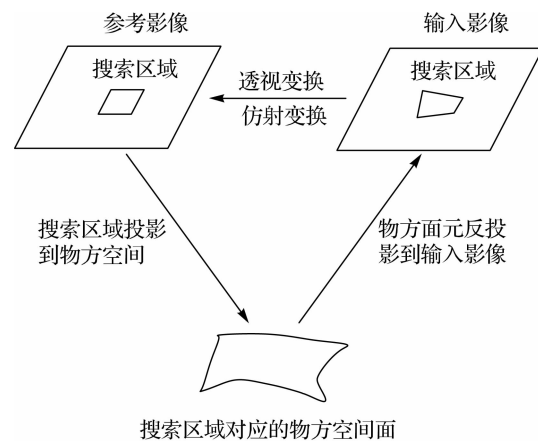 参考影像
输入影像
搜索区域
搜索区域
透视变换
仿射变换
搜索区域投影
到物方空间
物方面元反投
影到输入影像
搜索区域对应的物方空间面